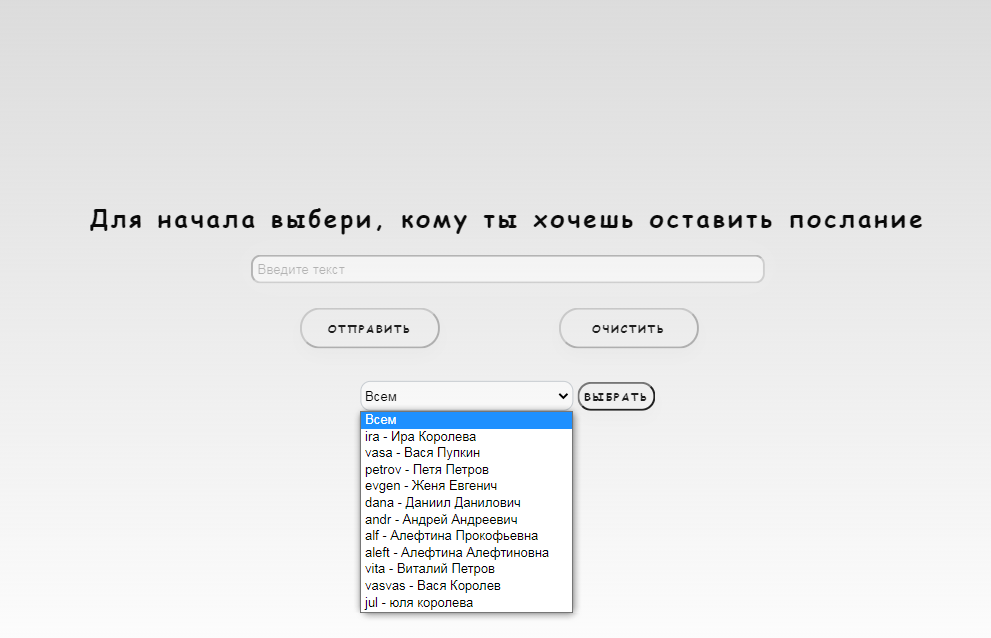 Для начала выбери, кому ты хочешь оставить послание
Введите текст
ОТПРАВИТЬ ОЧИСТИТЬ
Всем ВЫБРАТЬ
Всем
ira - Ира Королева
vasa - Вася Пупкин
petrov - Петя Петров
evgen - Женя Евгенич
dana - Даниил Данилович
andr - Андрей Андреевич
alf - Алефтина Прокофьевна
aleft - Алефтина Алефтиновна
vita - Виталий Петров
vasvas - Вася Королев
jul - юля королева